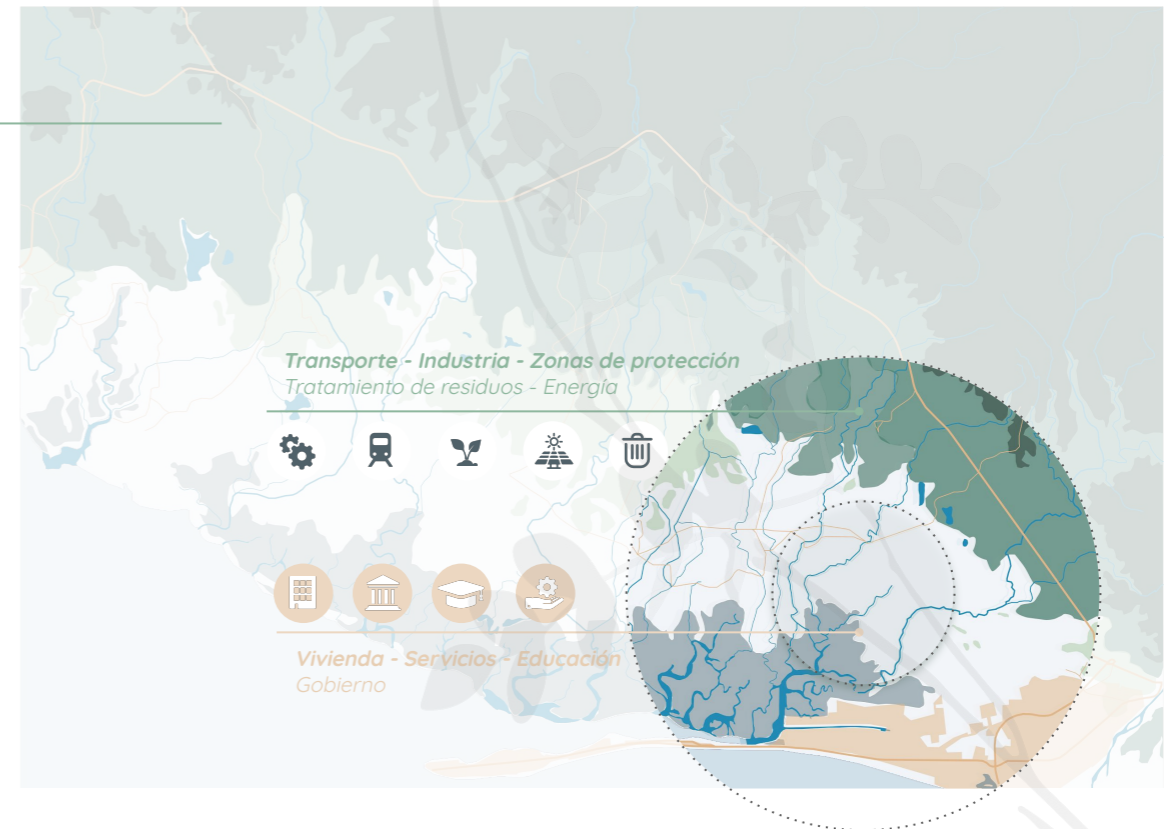 Transporte - Industria - Zonas de protección
Tratamiento de residuos - Energía
Vivienda - Servicios - Educación
Gobierno